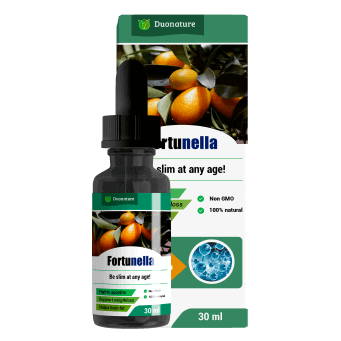 Duonature
Fortunella
Be slim at any age!
Non GMO
100% natural
30 ml
Duonature
Fortunella
Be slim at any age!
30 ml